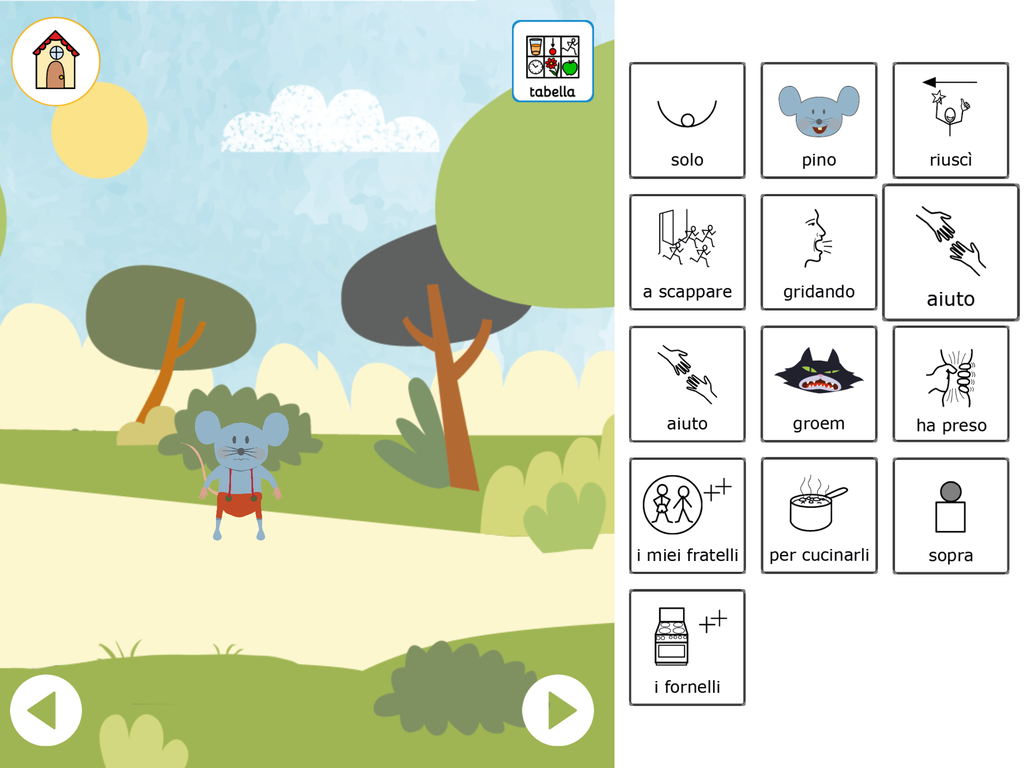 tabella
solo
pino
riuscì
a scappare
gridando
aiuto
aiuto
groem
ha preso
i miei fratelli
per cucinarli
sopra
i fornelli